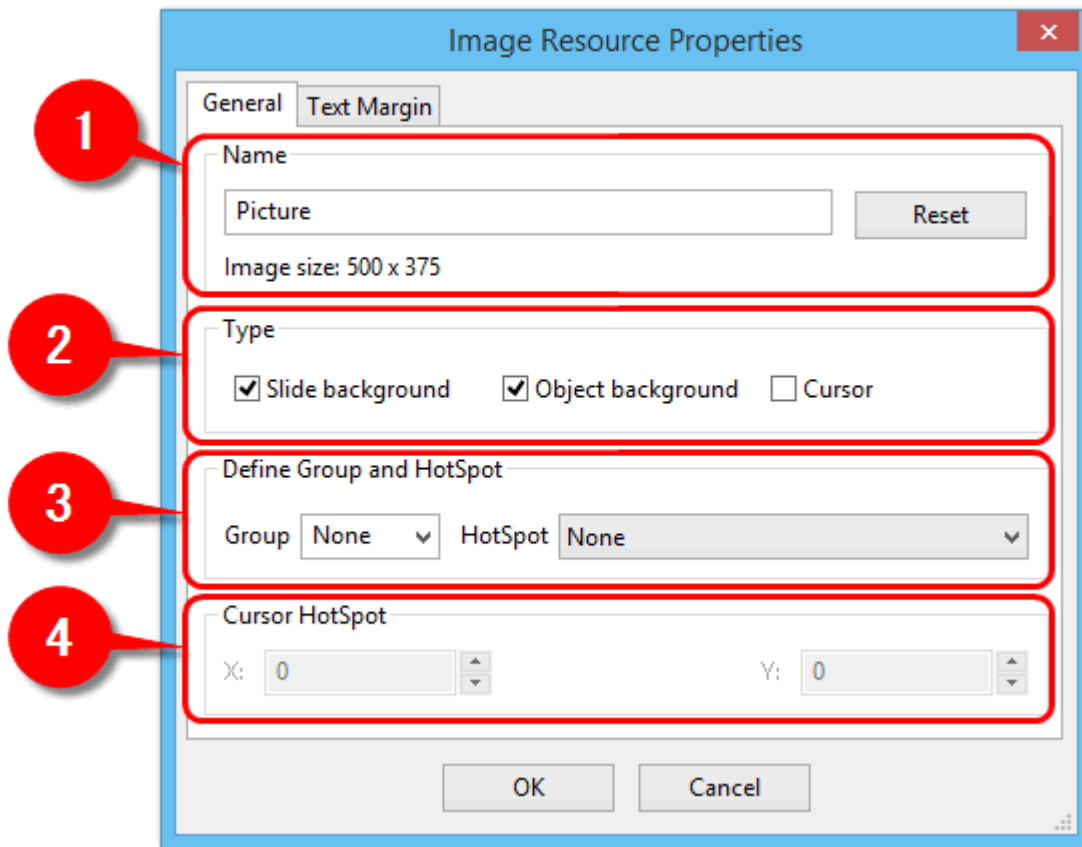 Image Resource Properties
General Text Margin
1
Name
Picture Reset
Image size: 500 x 375
2
Type
Slide background Object background Cursor
3
Define Group and HotSpot
Group None HotSpot None
4
Cursor HotSpot
X: 0 Y: 0
OK Cancel